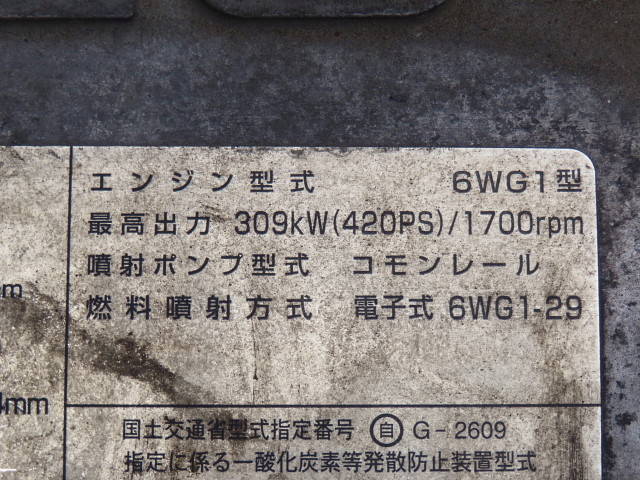 エンジン型式 6WG1型
最高出力 309kW(420PS)/1700rpm
噴射ポンプ型式 コモンレール
mm
燃料噴射方式 電子式 6WG1-29
4mm
国土交通省型式指定番号 自 G-2609
指定に係る一酸化炭素等発散防止装置型式